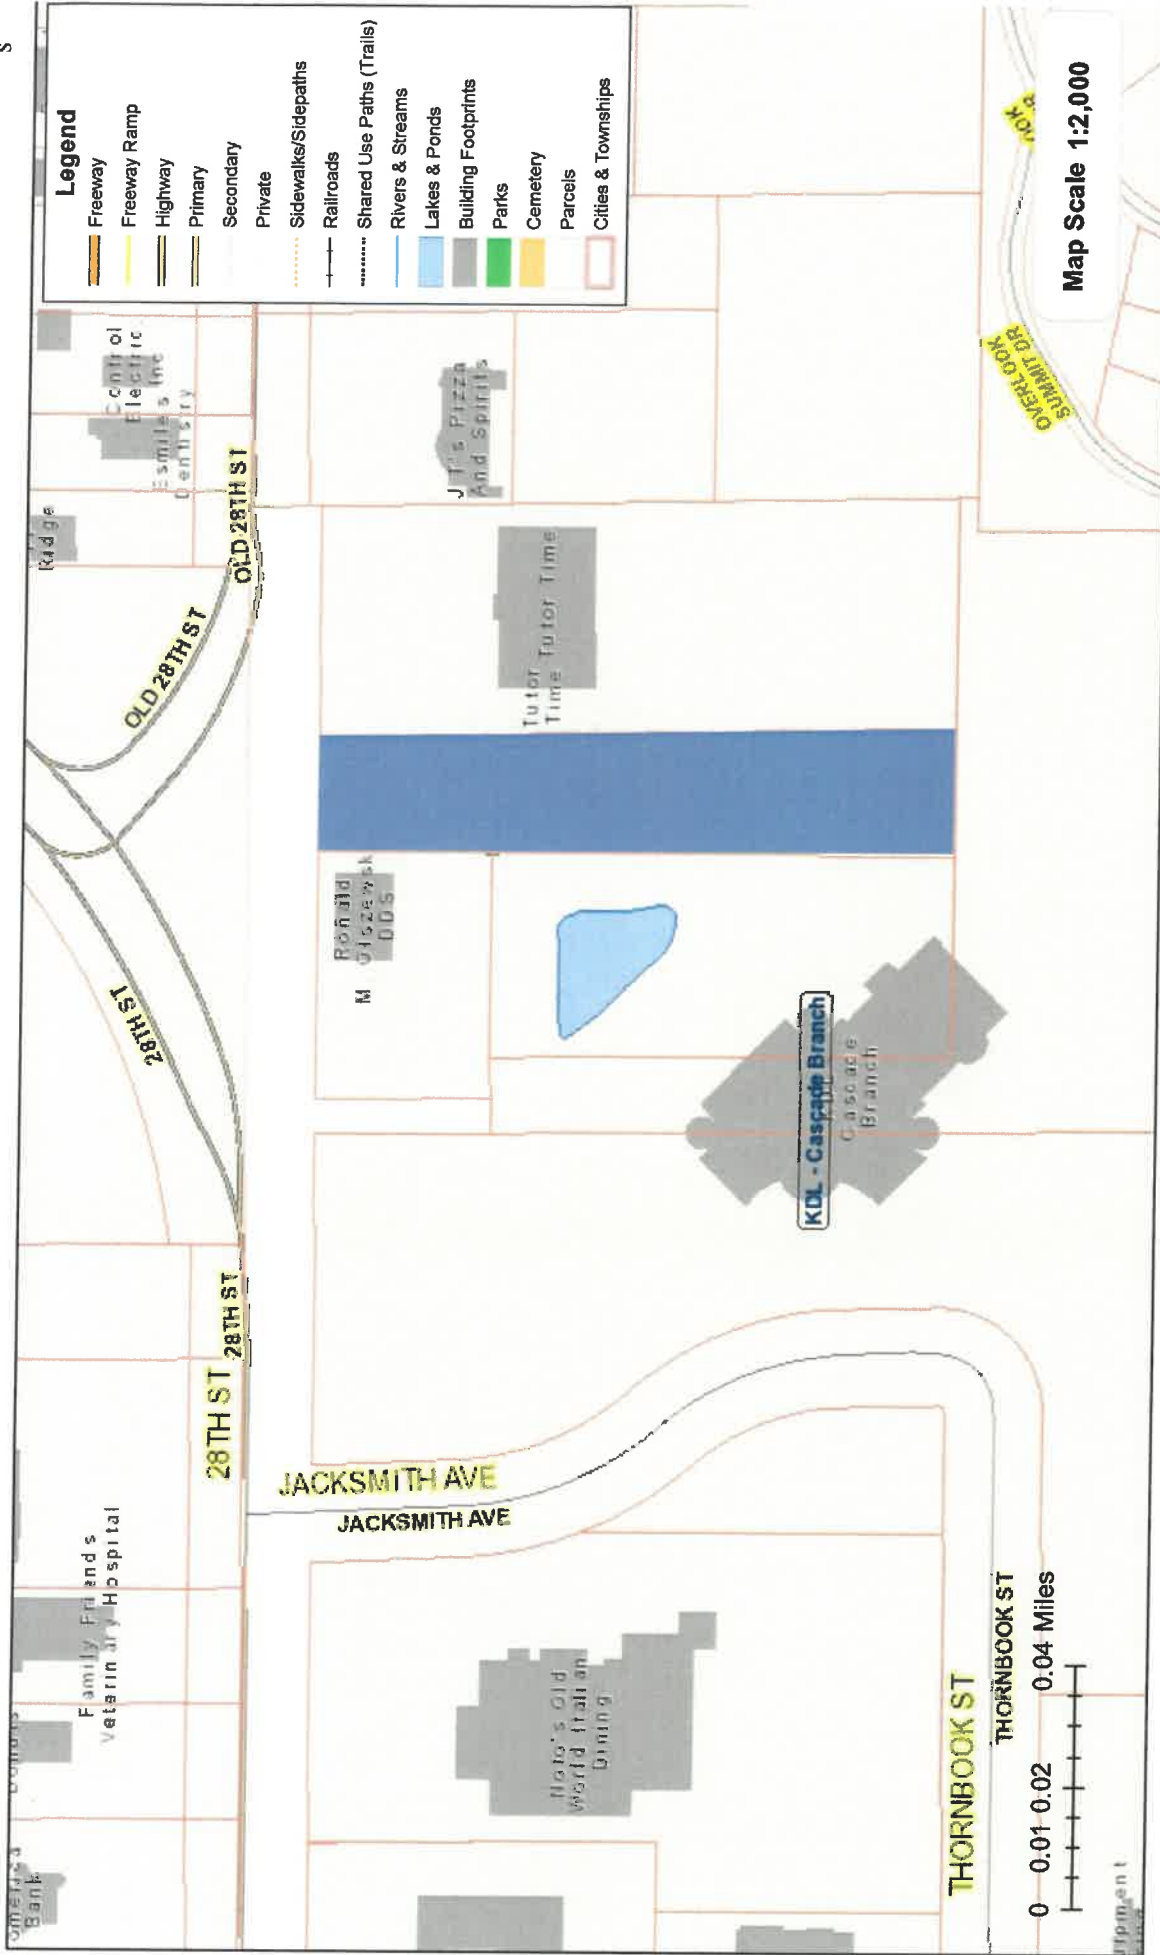 S
Legend
Freeway
Freeway Ramp
Highway
Primary
Secondary
Private
Sidewalks/Sidepaths
Railroads
Shared Use Paths (Trails)
Rivers & Streams
Lakes & Ponds
Building Footprints
Parks
Cemetery
Parcels
Cities & Townships
Bank
Family Friends
Veterinary Hospital
28TH ST
28TH ST
28TH ST
OLD 28TH ST
OLD 28TH ST
Ridge
Control
Electric
Esmiles Inc
Dentistry
JACKSMITH AVE
JACKSMITH AVE
Ronald
M Olszewsk
DDS
J T's Pizza
And Spirits
Tutor
Time Tutor Time
Noto's Old
World Italian
Dining
KDL - Cascade Branch
Cascade
Branch
THORNBOOK ST
THORNBOOK ST
OVERLOOK
SUMMIT DR
0 0.01 0.02 0.04 Miles
Map Scale 1:2,000